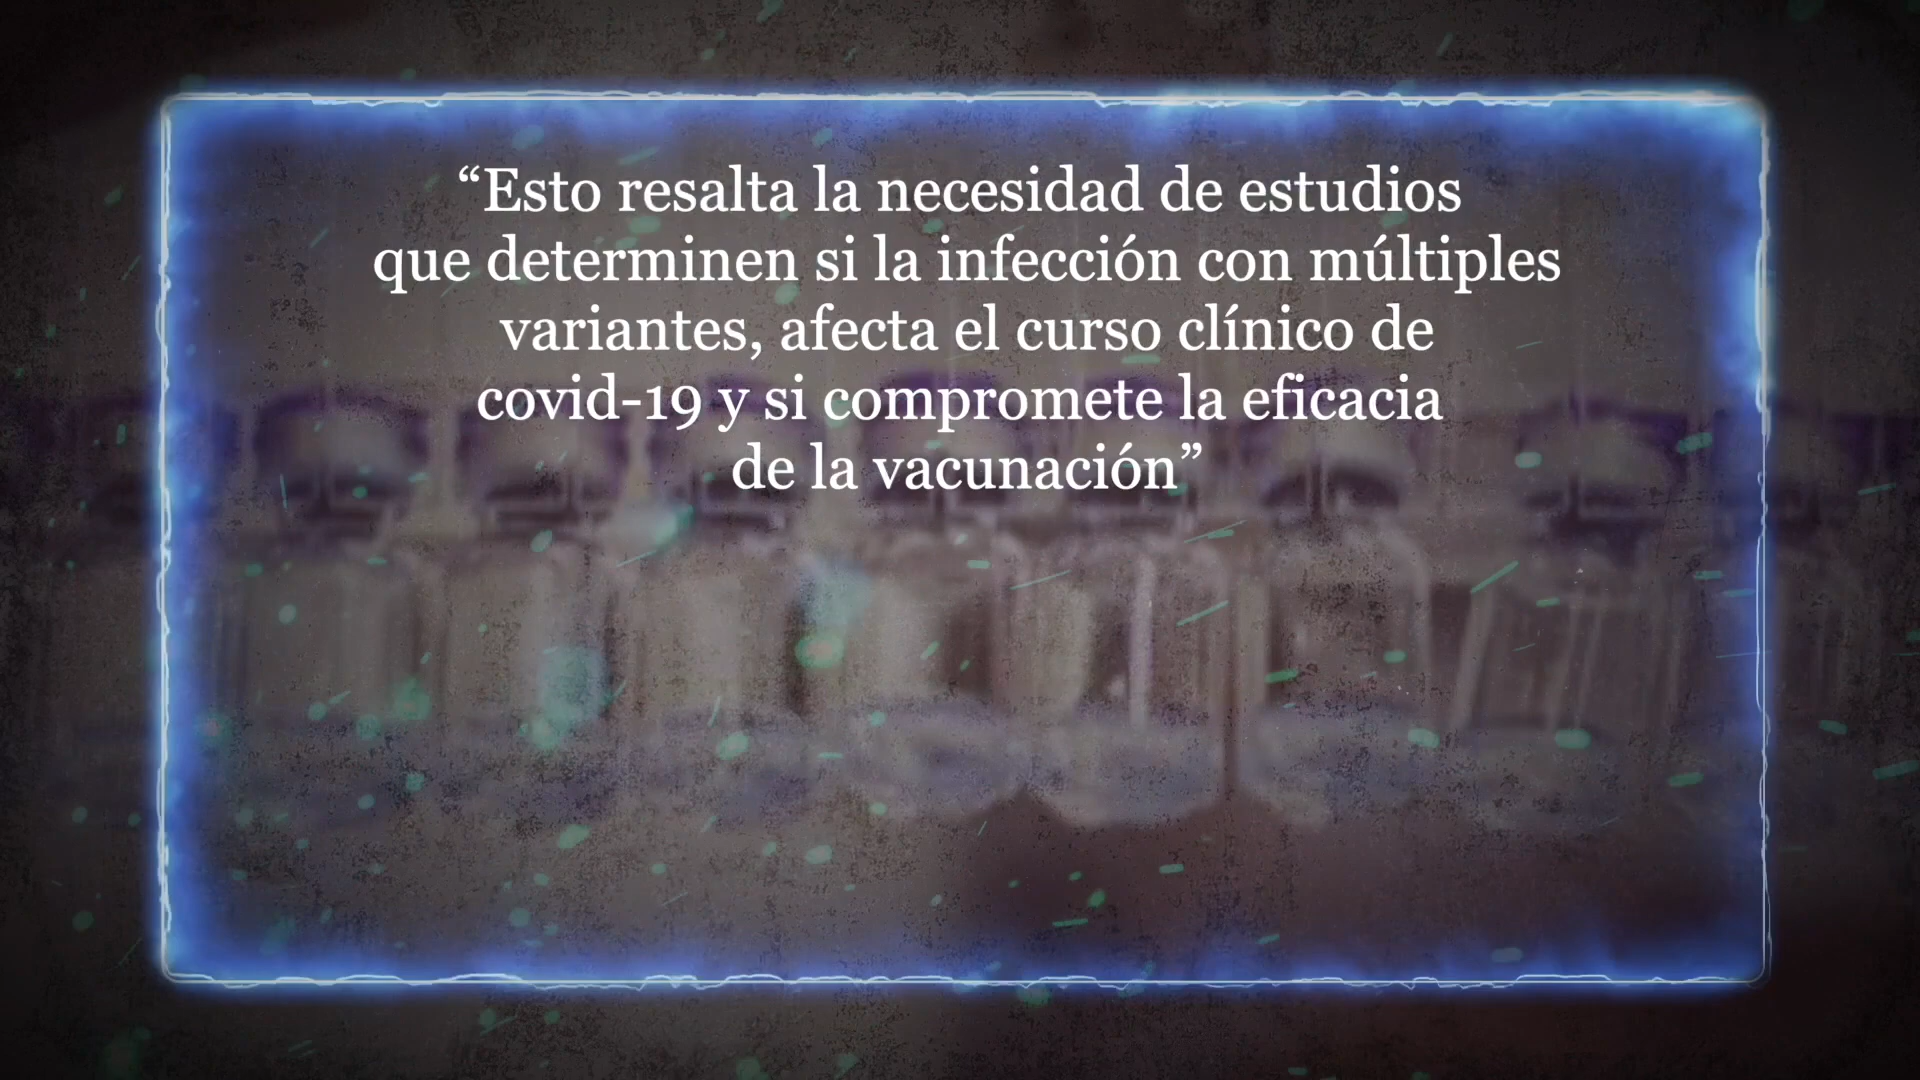 “Esto resalta la necesidad de estudios
que determinen si la infección con múltiples
variantes, afecta el curso clínico de
covid-19 y si compromete la eficacia
de la vacunación”